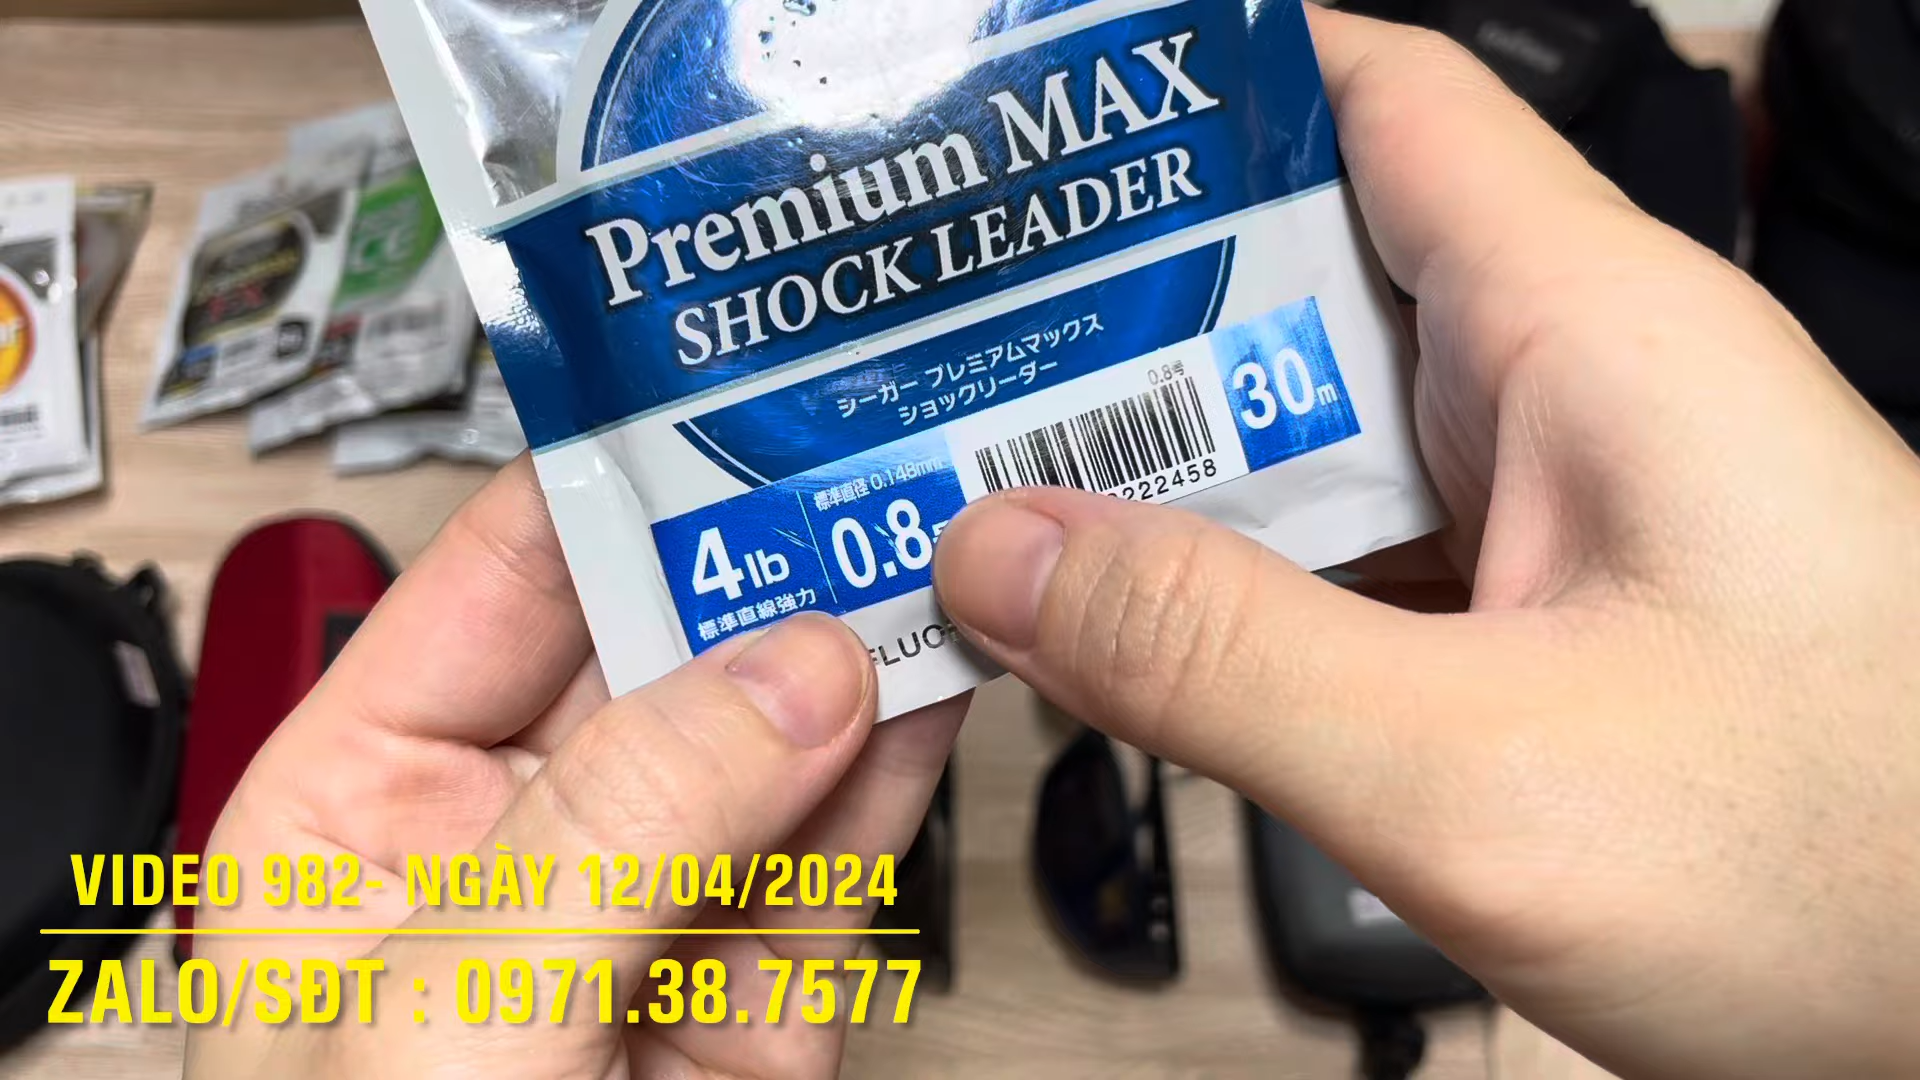 Premium MAX
SHOCK LEADER
シーガー プレミアムマックス
ショックリーダー
0.8号
30m
標準直径 0.148mm
4lb
0.8
222458
標準直線強力
FLUO
VIDEO 982- NGÀY 12/04/2024
ZALO/SĐT : 0971.38.7577